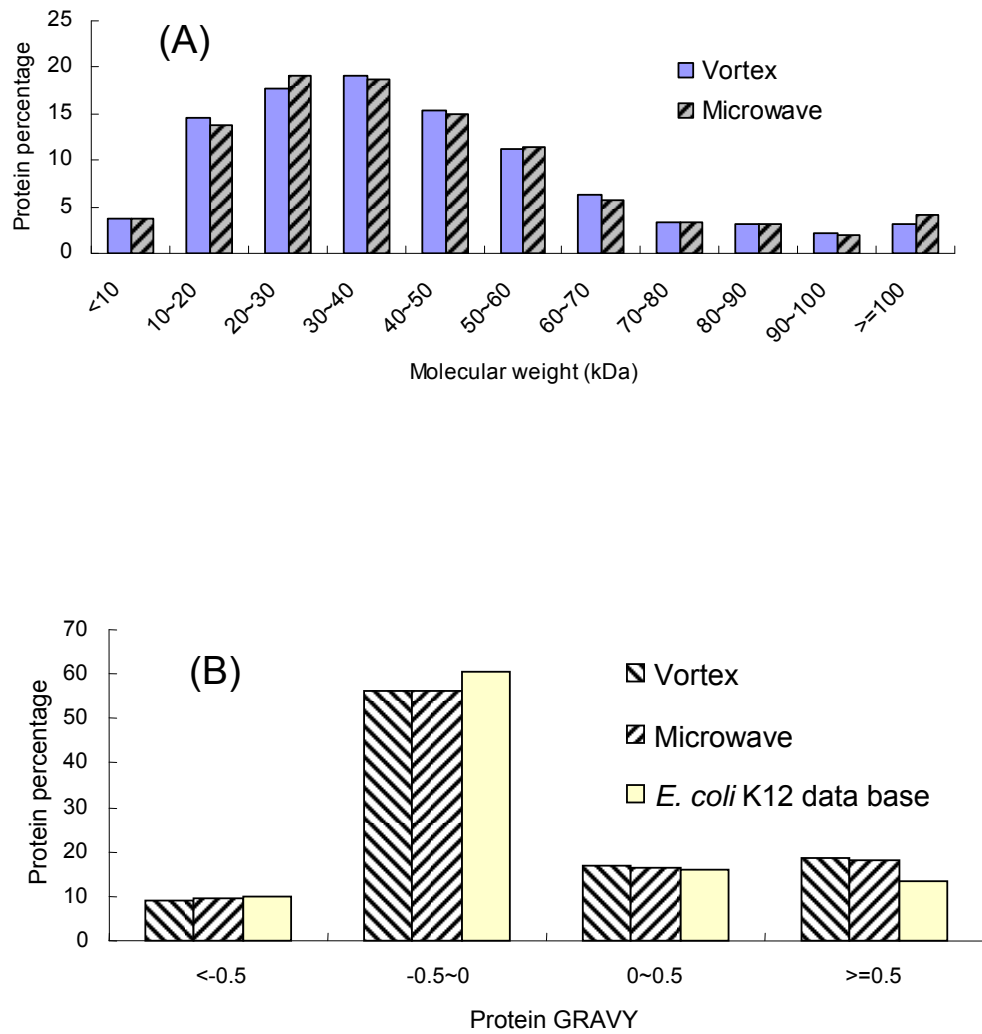 (A)
Protein percentage
25
20
15
10
5
0
Vortex
Microwave
<10
10~20
20~30
30~40
40~50
50~60
60~70
70~80
80~90
90~100
>=100
Molecular weight (kDa)
(B)
Protein percentage
70
60
50
40
30
20
10
0
Vortex
Microwave
E. coli K12 data base
<-0.5
-0.5~0
0~0.5
>=0.5
Protein GRAVY